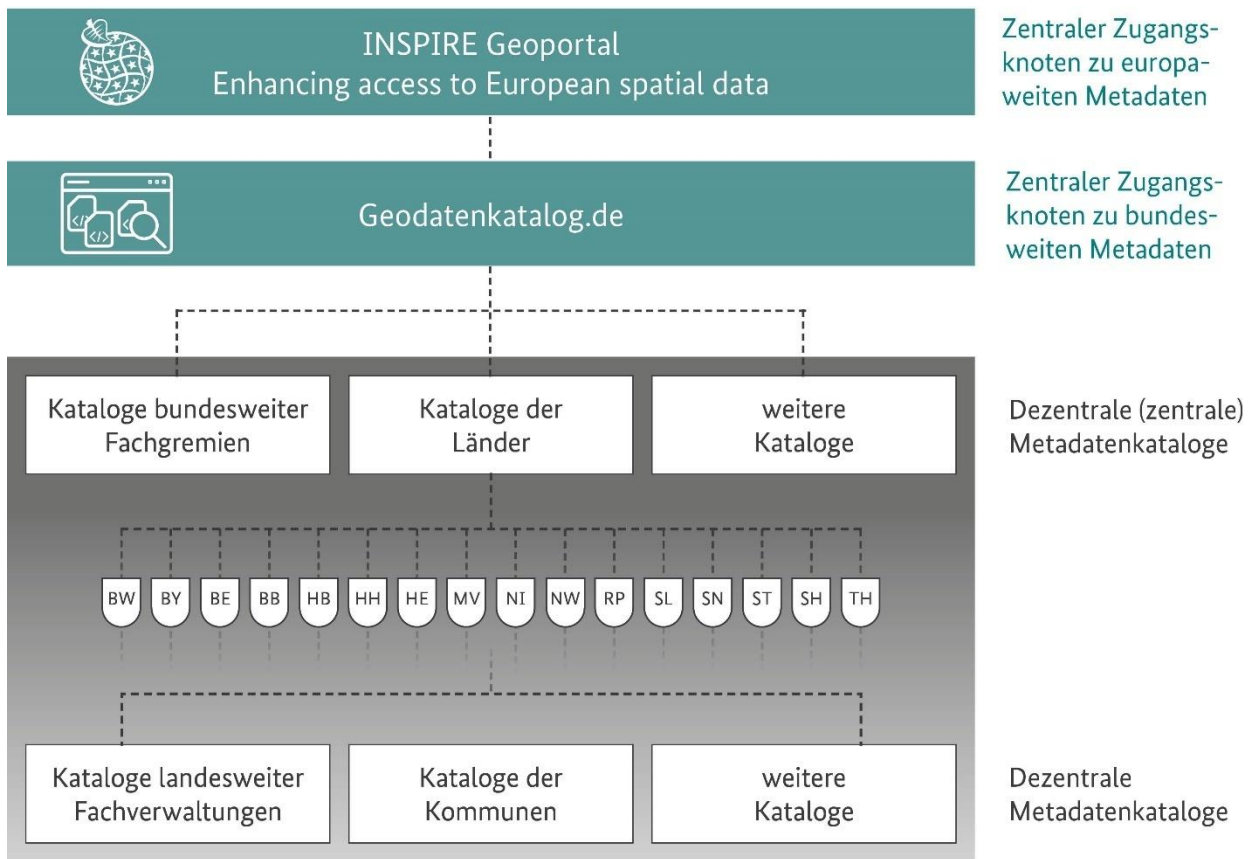 INSPIRE Geoportal
Enhancing access to European spatial data
Zentraler Zugangs-
knoten zu europa-
weiten Metadaten
Geodatenkatalog.de
</>
</>
</>
Zentraler Zugangs-
knoten zu bundes-
weiten Metadaten
Kataloge bundesweiter
Fachgremien
Kataloge der
Länder
weitere
Kataloge
Dezentrale (zentrale)
Metadatenkataloge
BW BY BE BB HB HH HE MV NI NW RP SL SN ST SH TH
Kataloge landesweiter
Fachverwaltungen
Kataloge der
Kommunen
weitere
Kataloge
Dezentrale
Metadatenkataloge